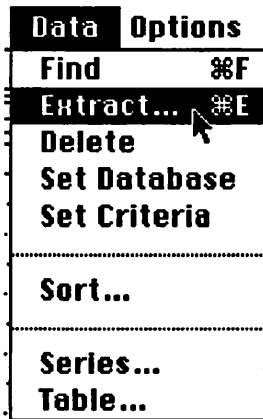 Data Options
Find ⌘F
Extract... ⌘E
Delete
Set Database
Set Criteria
Sort...
Series...
Table...